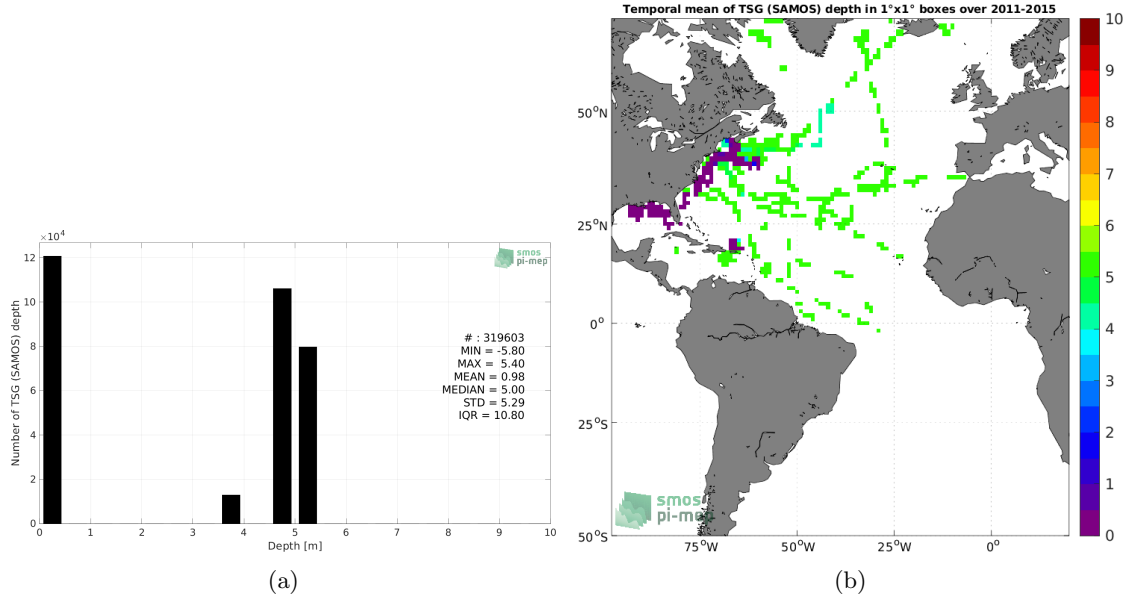 Temporal mean of TSG (SAMOS) depth in 1°x1° boxes over 2011-2015
×10⁴
12
10
8
6
4
2
0
Number of TSG (SAMOS) depth
0 1 2 3 4 5 6 7 8 9 10
Depth [m]
smos
pi-mep
# : 319603
MIN = -5.80
MAX = 5.40
MEAN = 0.98
MEDIAN = 5.00
STD = 5.29
IQR = 10.80
(a)
50°N
25°N
0°
25°S
50°S
75°W 50°W 25°W 0°
smos
pi-mep
10
9
8
7
6
5
4
3
2
1
0
(b)